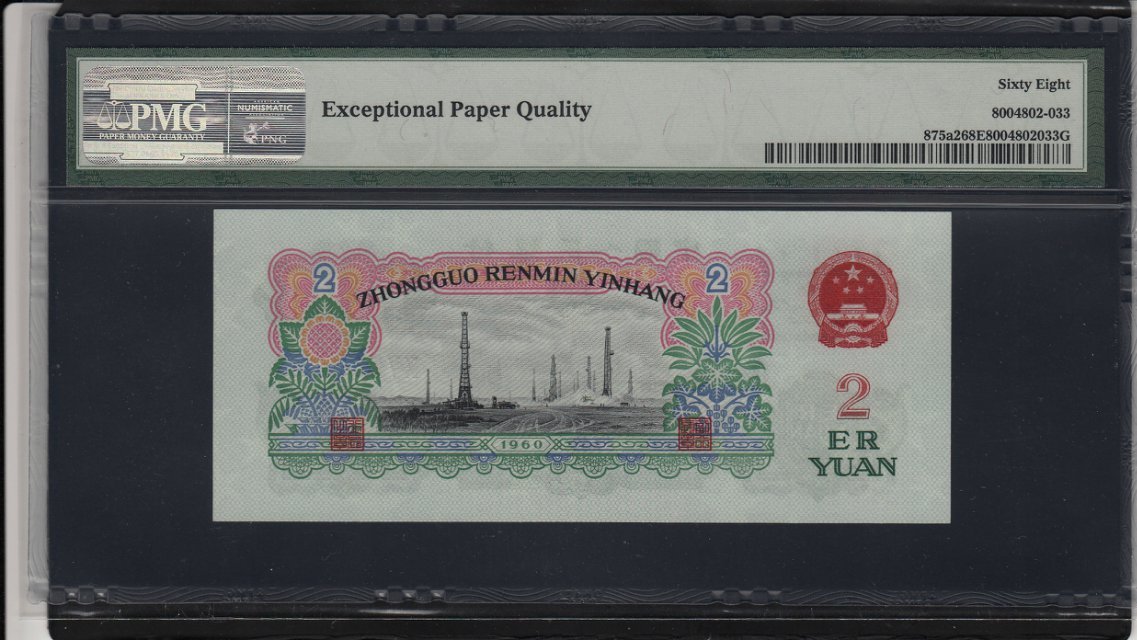 PMG
PAPER MONEY GUARANTY
NUMISMATIC
PNG
Exceptional Paper Quality
Sixty Eight
8004802-033
875a268E8004802033G
2
2
ZHONGGUO RENMIN YINHANG
1960
2
ER
YUAN